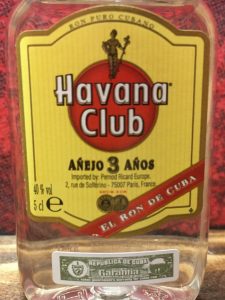 RON PURO CUBANO
Havana
Club
AÑEJO 3 AÑOS
Imported by: Pernod Ricard Europe.
2, rue de Solférino - 75007 Paris, France
40% vol
5 cl e
EL RON DE CUBA
REPUBLICA DE CUBA
Garantia